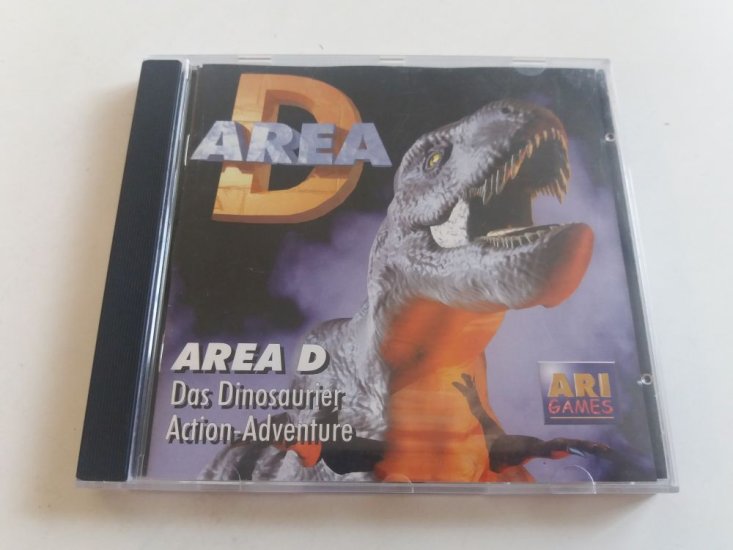 D
AREA
AREA D
Das Dinosaurier
Action-Adventure
ARI
GAMES